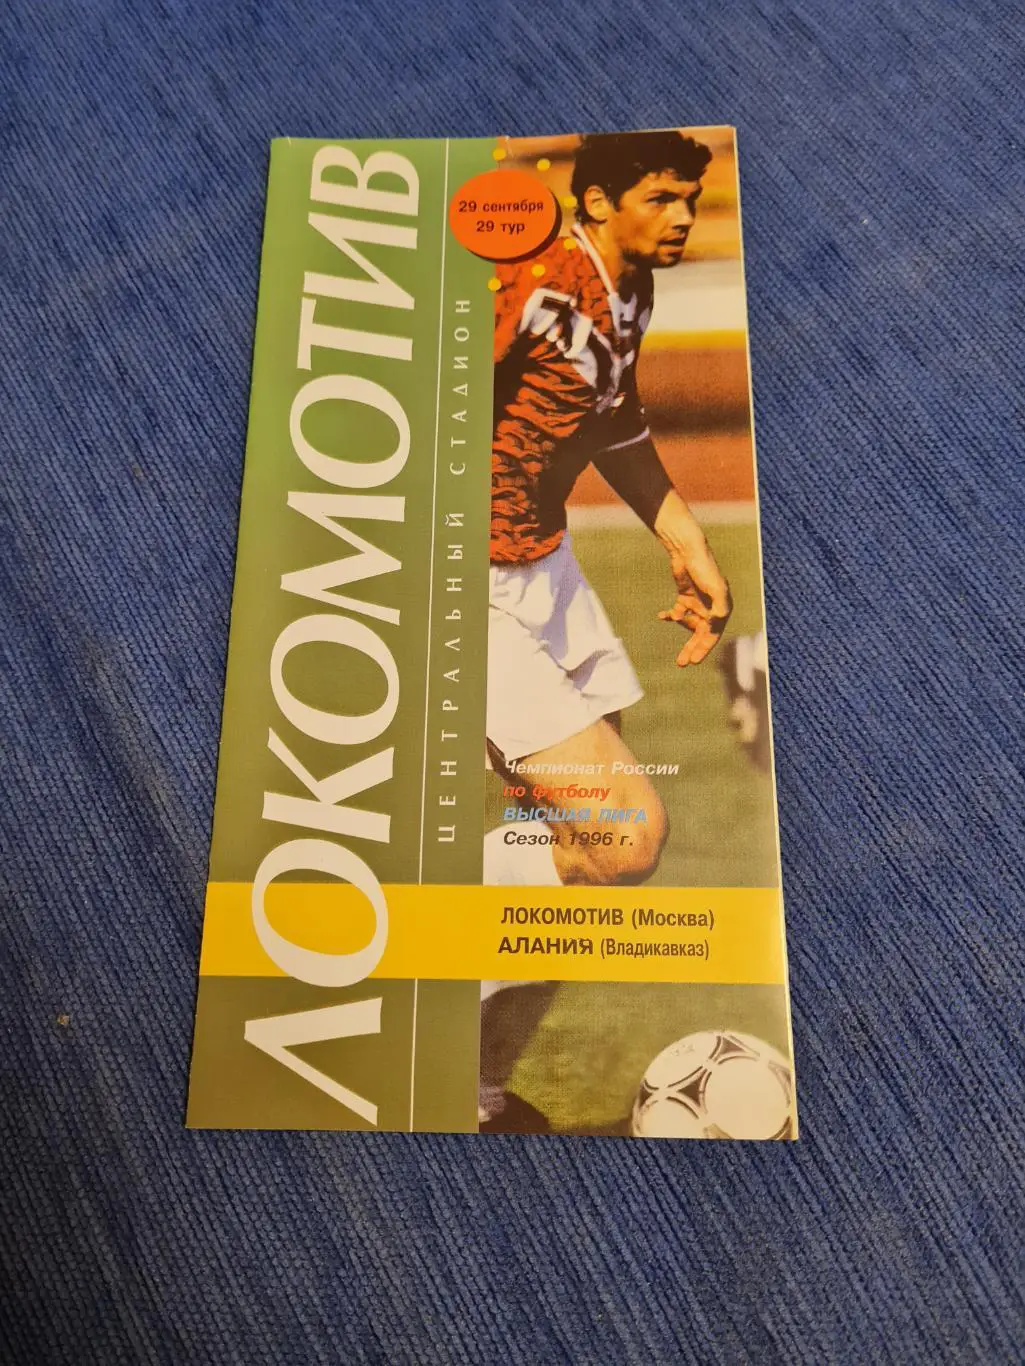 ЛОКОМОТИВ
ЦЕНТРАЛЬНЫЙ СТАДИОН
29 сентября
29 тур
Чемпионат России
по футболу
ВЫСШАЯ ЛИГА
Сезон 1996 г.
ЛОКОМОТИВ (Москва)
АЛАНИЯ (Владикавказ)